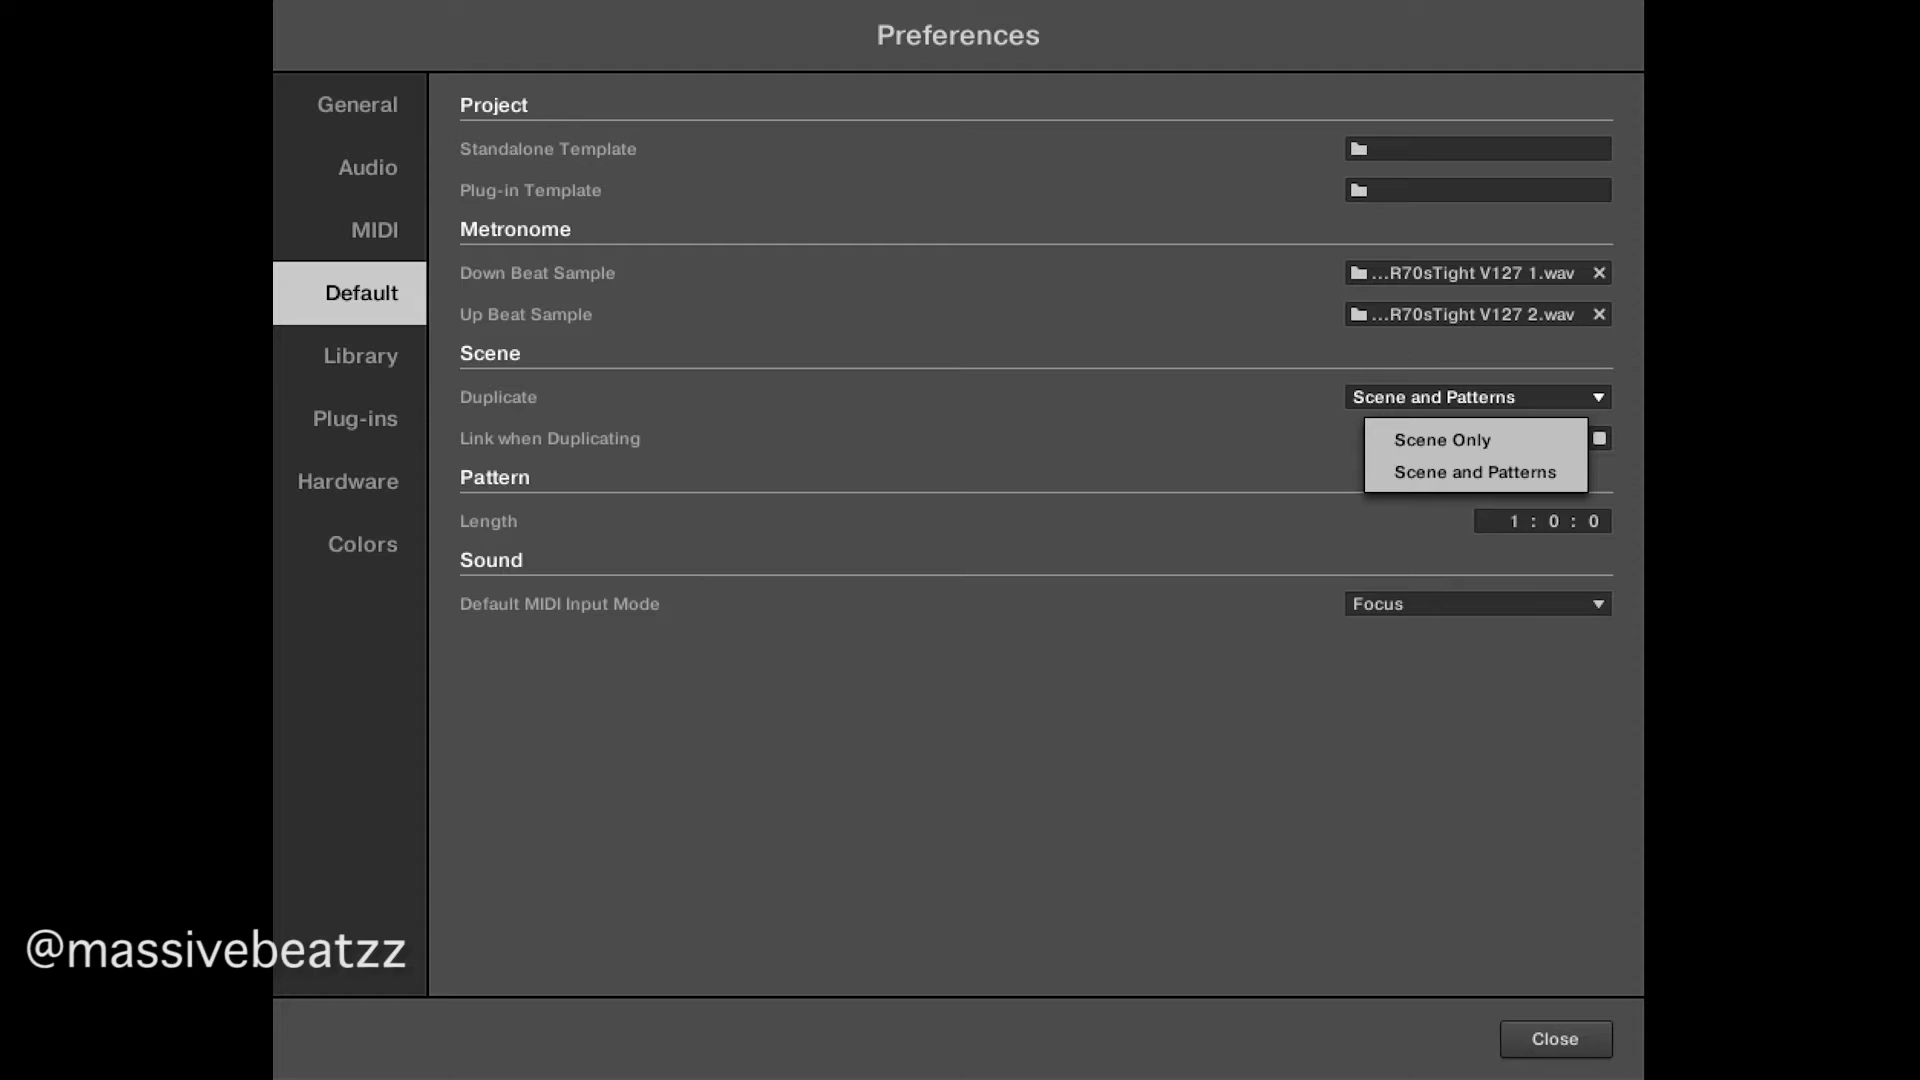 Preferences
General
Audio
MIDI
Default
Library
Plug-ins
Hardware
Colors
Project
Standalone Template
Plug-in Template
Metronome
Down Beat Sample ...R70sTight V127 1.wav
Up Beat Sample ...R70sTight V127 2.wav
Scene
Duplicate Scene and Patterns
Link when Duplicating
Scene Only
Scene and Patterns
Pattern
Length 1 : 0 : 0
Sound
Default MIDI Input Mode Focus
@massivebeatzz
Close